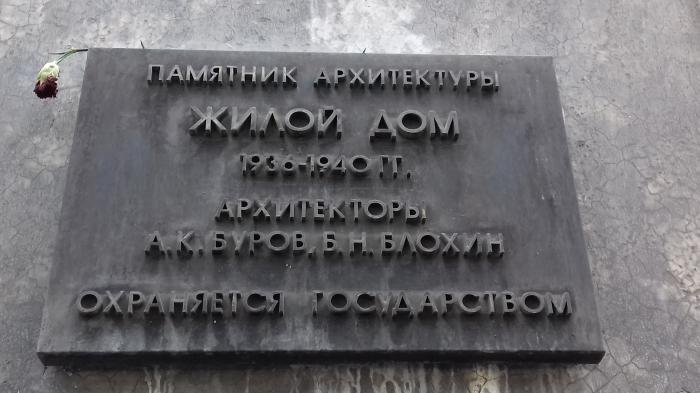 ПАМЯТНИК АРХИТЕКТУРЫ
ЖИЛОЙ ДОМ
1936-1940 ГГ.
АРХИТЕКТОРЫ
А.К. БУРОВ, Б.Н. БЛОХИН
ОХРАНЯЕТСЯ ГОСУДАРСТВОМ